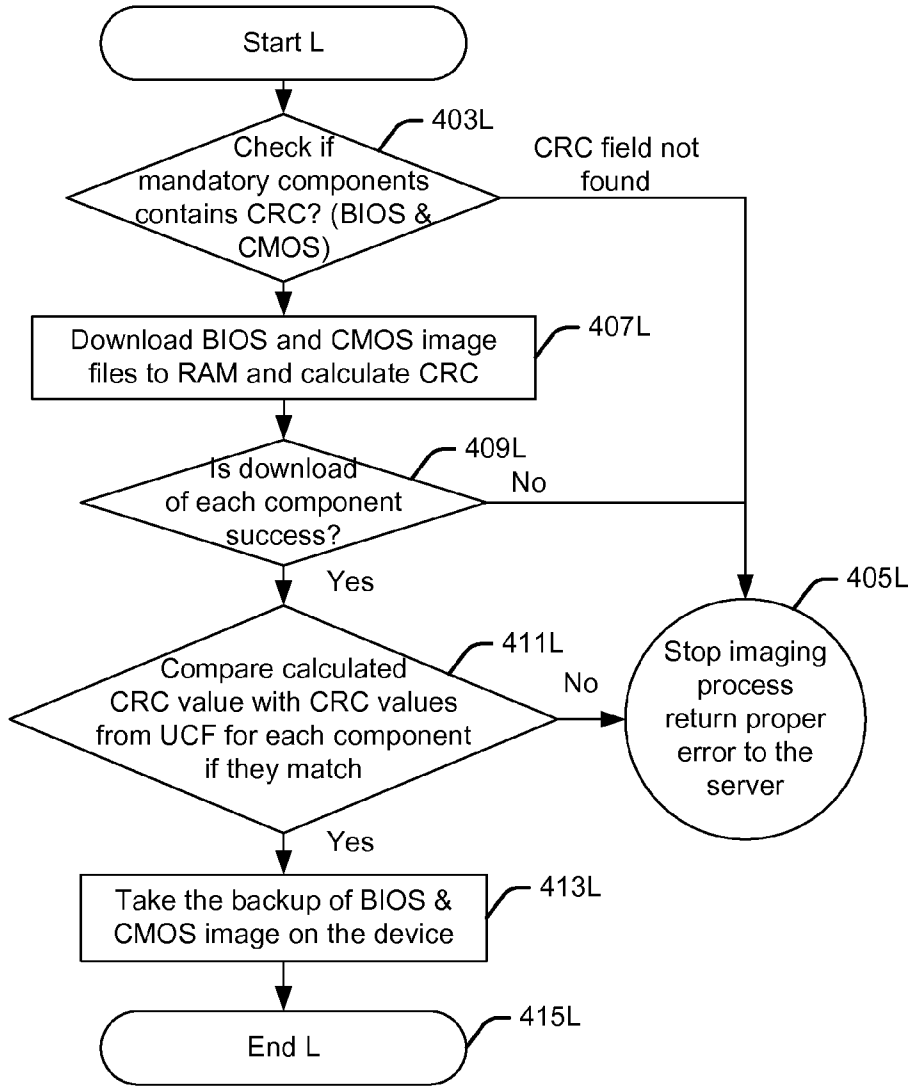 Start L
403L
Check if
mandatory components
contains CRC? (BIOS &
CMOS)
CRC field not
found
407L
Download BIOS and CMOS image
files to RAM and calculate CRC
409L
Is download
of each component
success?
No
Yes
405L
Stop imaging
process
return proper
error to the
server
411L
Compare calculated
CRC value with CRC values
from UCF for each component
if they match
No
Yes
413L
Take the backup of BIOS &
CMOS image on the device
415L
End L